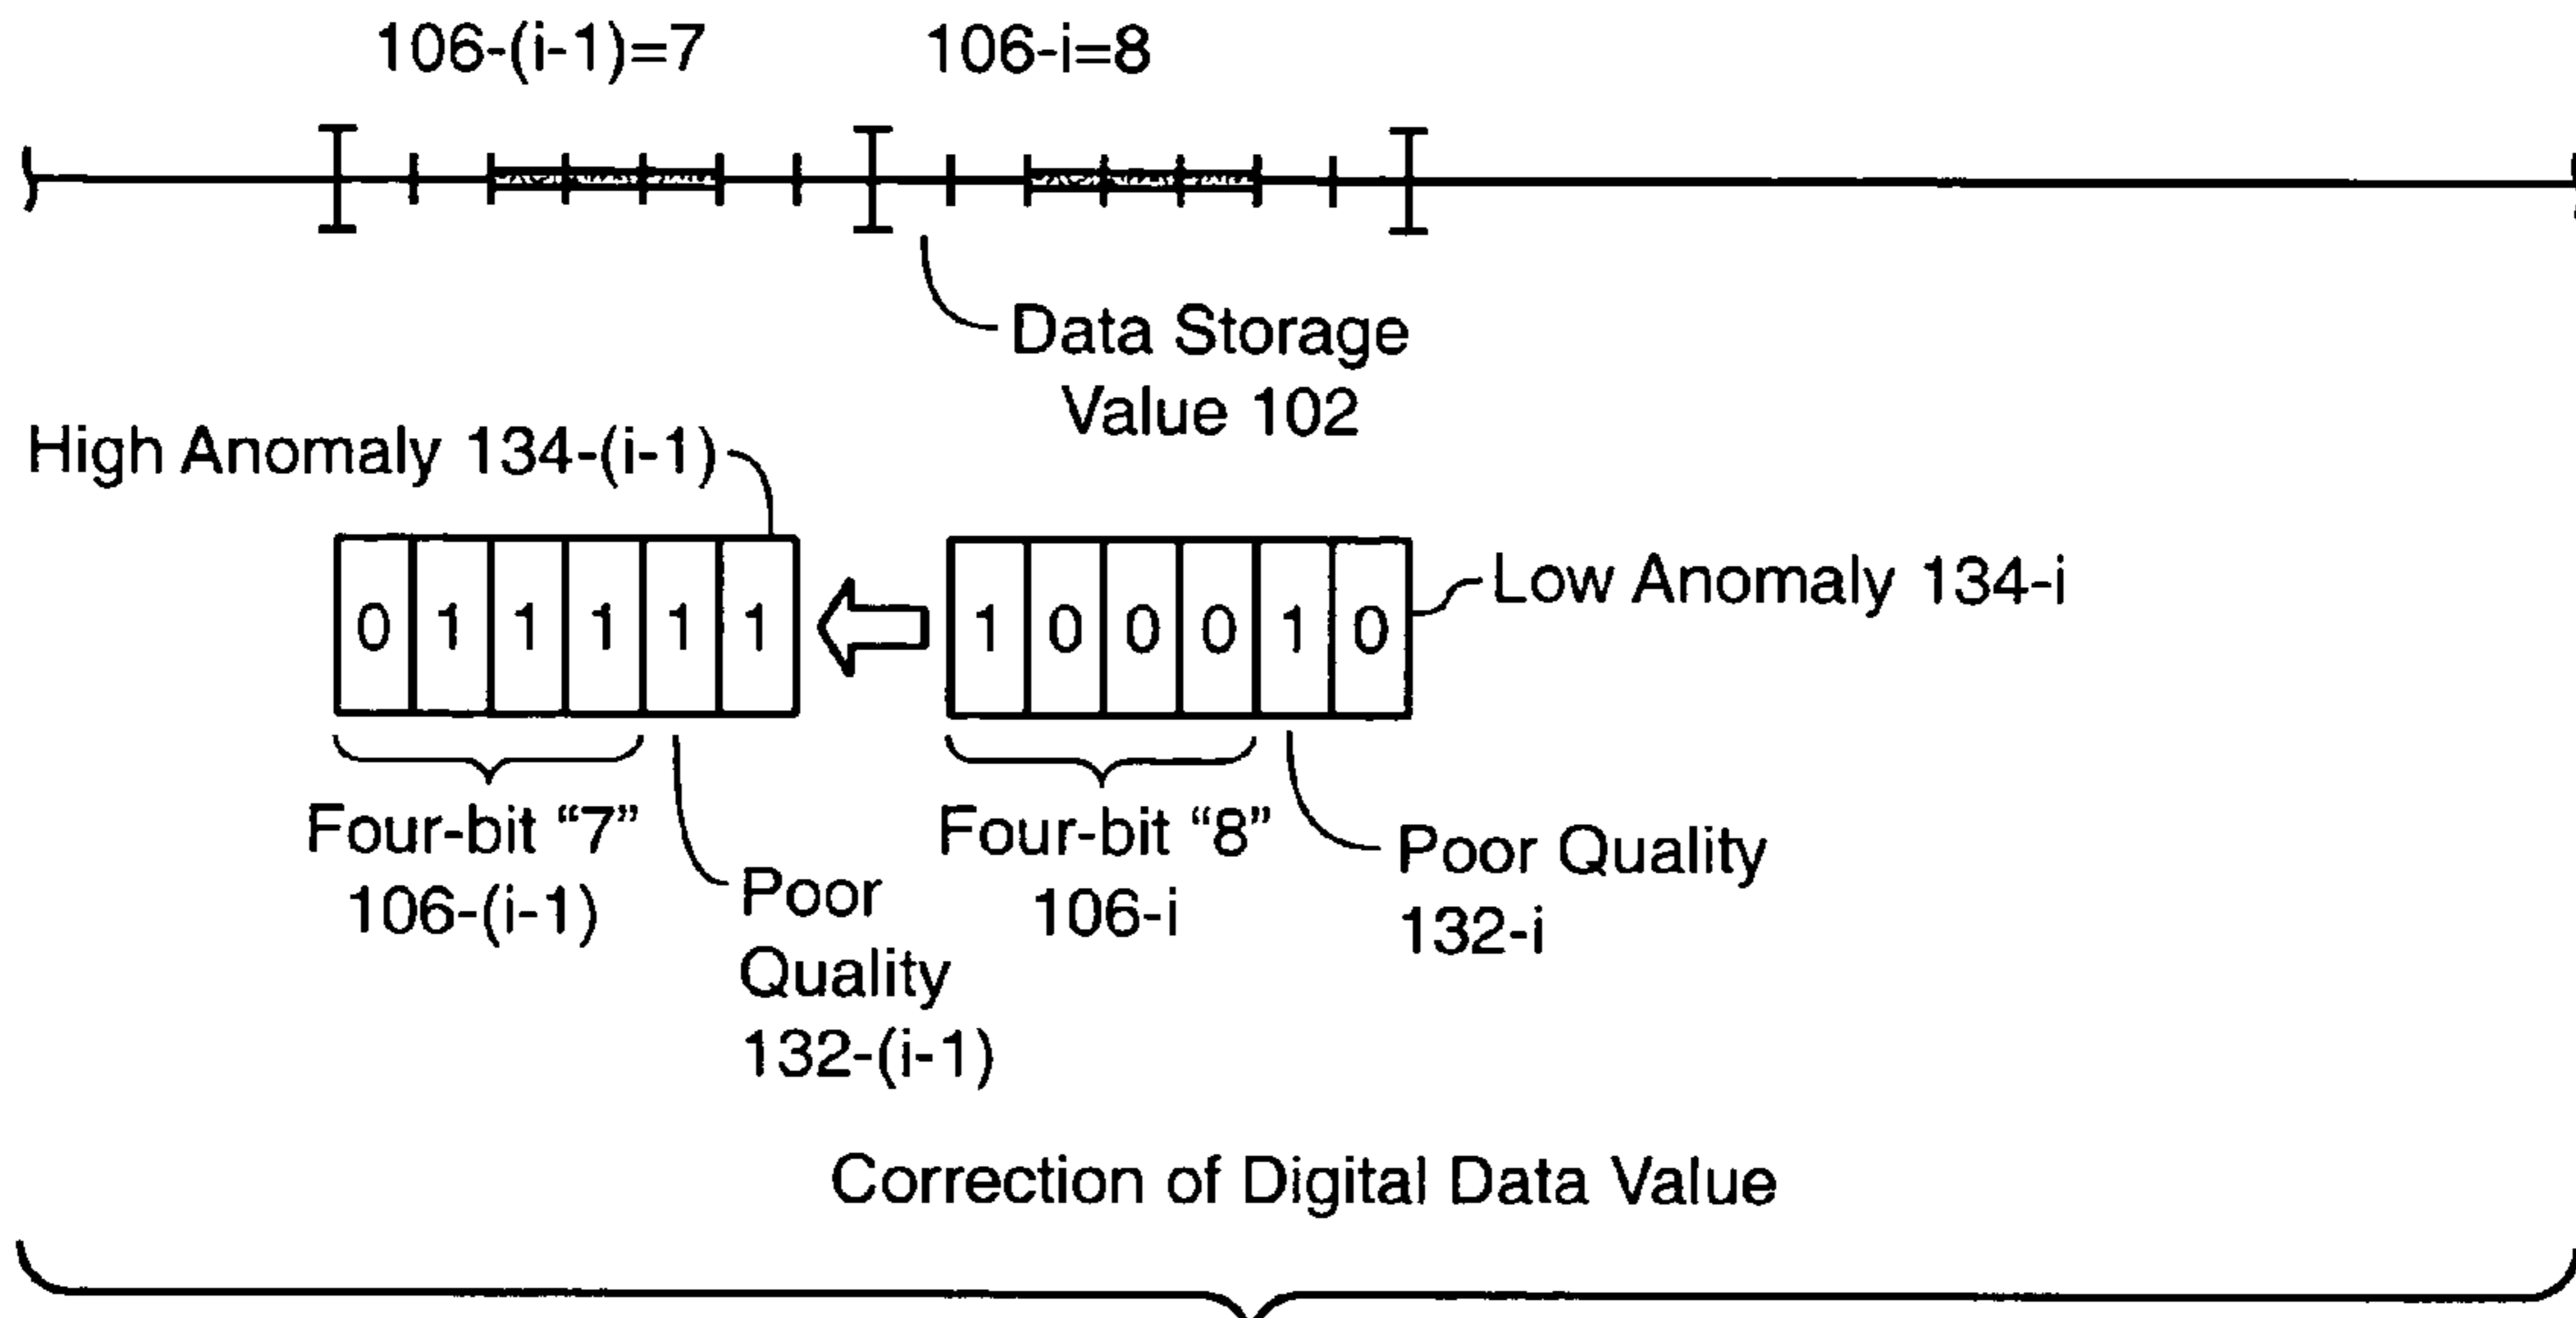 106-(i-1)=7 106-i=8
Data Storage
Value 102
High Anomaly 134-(i-1)
0 1 1 1 1 1 1 0 0 0 1 0
Low Anomaly 134-i
Four-bit “7”
106-(i-1)
Poor
Quality
132-(i-1)
Four-bit “8”
106-i
Poor Quality
132-i
Correction of Digital Data Value